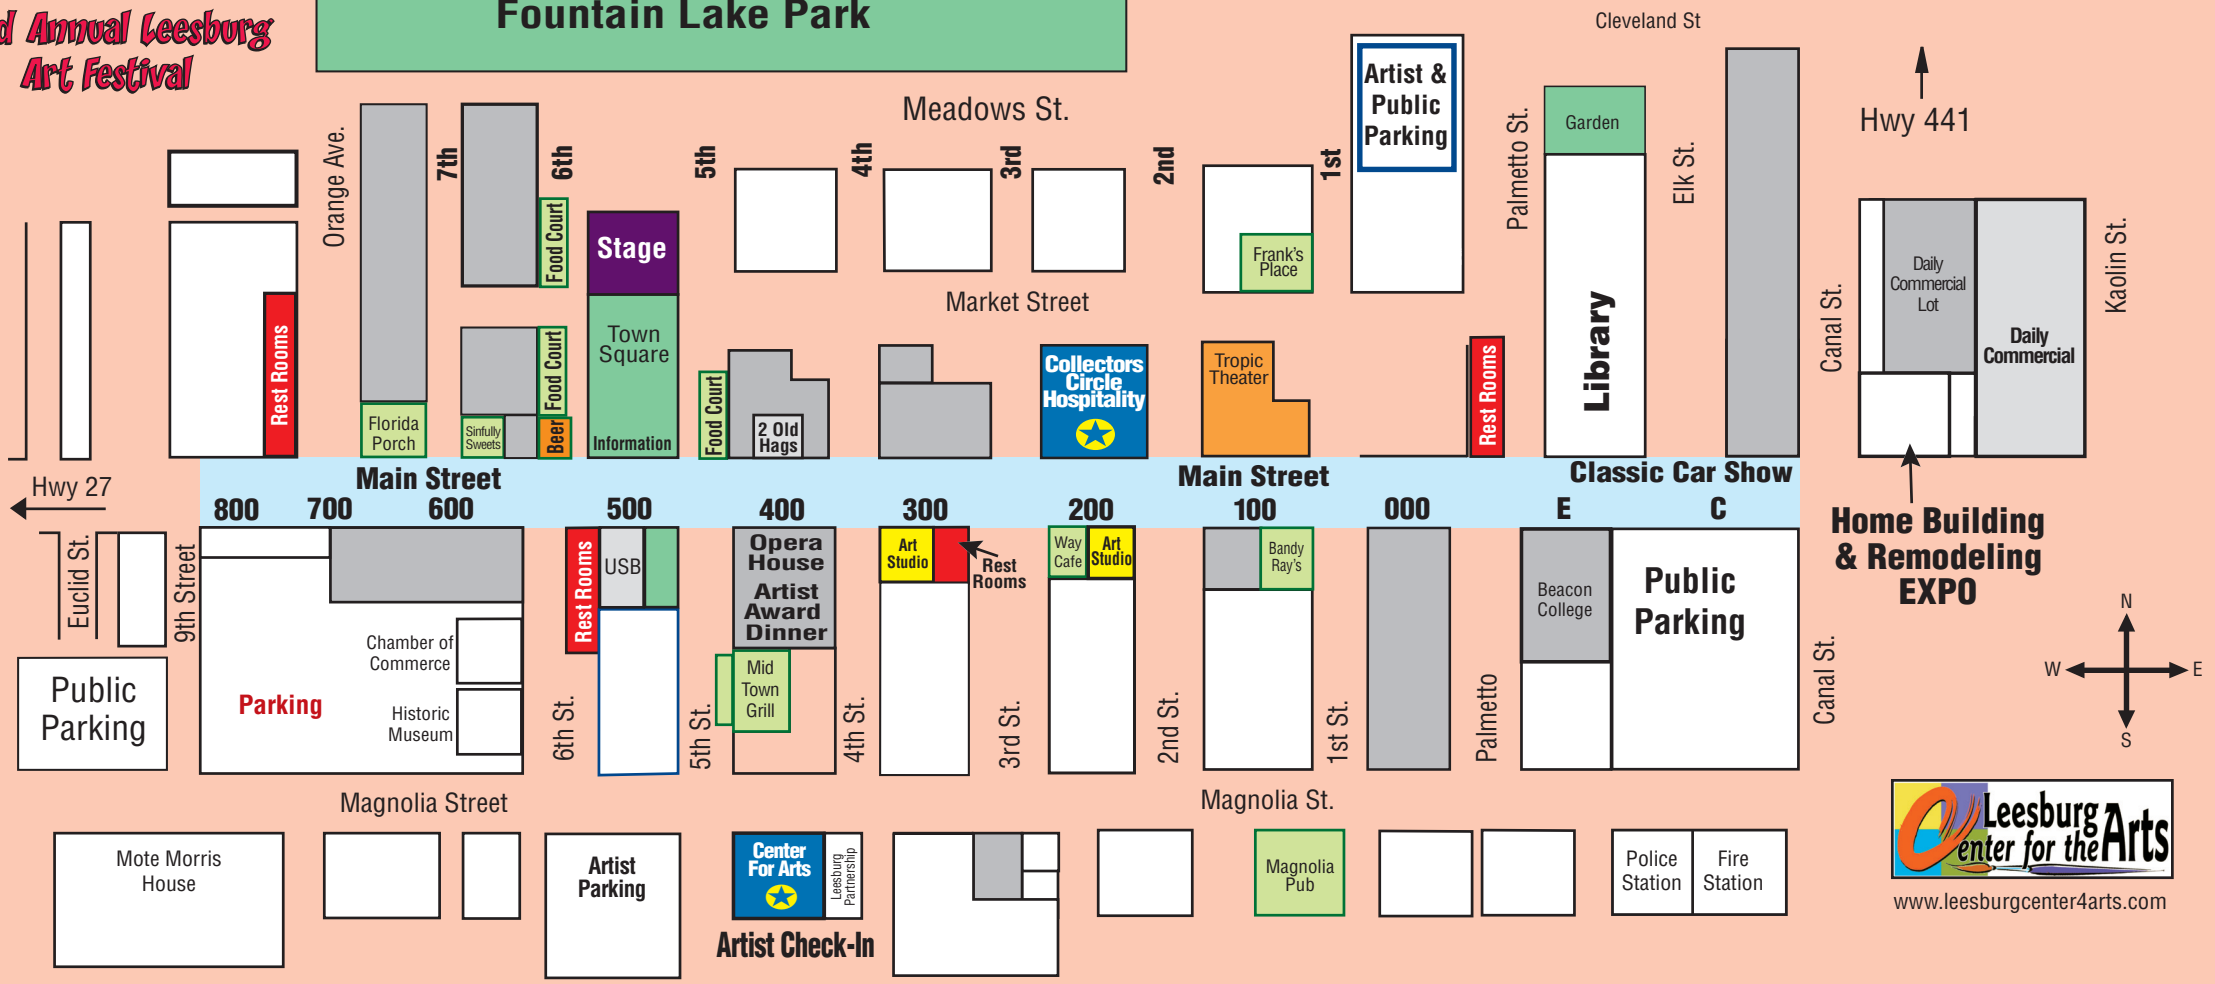 d Annual Leesburg
Art Festival
Fountain Lake Park
Cleveland St
Meadows St.
Hwy 441
Artist &
Public
Parking
Garden
Orange Ave.
7th
6th
5th
4th
3rd
2nd
1st
Palmetto St.
Elk St.
Canal St.
Kaolin St.
Food Court
Stage
Frank's
Place
Market Street
Daily
Commercial
Lot
Daily
Commercial
Rest Rooms
Florida
Porch
Sinfully
Sweets
Food Court
Beer
Town
Square
Information
Food Court
2 Old
Hags
Collectors
Circle
Hospitality
Tropic
Theater
Rest Rooms
Library
Hwy 27
Main Street
Main Street
Classic Car Show
800
700
600
500
400
300
200
100
000
E
C
Home Building
& Remodeling
EXPO
Euclid St.
9th Street
Rest Rooms
USB
Opera
House
Artist
Award
Dinner
Art
Studio
Rest
Rooms
Way
Cafe
Art
Studio
Bandy
Ray's
Beacon
College
Public
Parking
Chamber of
Commerce
Historic
Museum
Parking
Public
Parking
Mid
Town
Grill
6th St.
5th St.
4th St.
3rd St.
2nd St.
1st St.
Palmetto
Canal St.
N
W
E
S
Magnolia Street
Magnolia St.
Mote Morris
House
Artist
Parking
Center
For Arts
Leesburg
Partnership
Artist Check-In
Magnolia
Pub
Police
Station
Fire
Station
Leesburg
Center for the Arts
www.leesburgcenter4arts.com